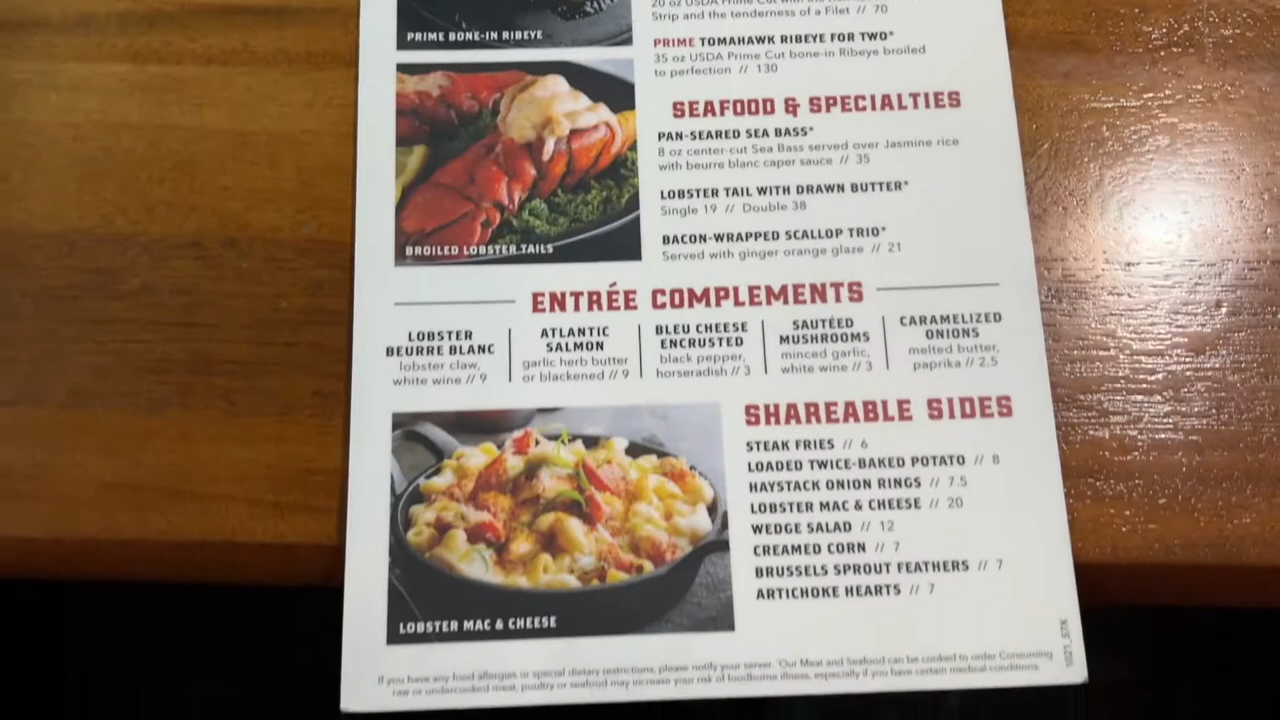 PRIME BONE-IN RIBEYE
Strip and the tenderness of a Filet // 70
PRIME TOMAHAWK RIBEYE FOR TWO*
35 oz USDA Prime Cut bone-in Ribeye broiled
to perfection // 130
BROILED LOBSTER TAILS
SEAFOOD & SPECIALTIES
PAN-SEARED SEA BASS*
8 oz center-cut Sea Bass served over Jasmine rice
with beurre blanc caper sauce // 35
LOBSTER TAIL WITH DRAWN BUTTER*
Single 19 // Double 38
BACON-WRAPPED SCALLOP TRIO*
Served with ginger orange glaze // 21
ENTRÉE COMPLEMENTS
LOBSTER
BEURRE BLANC
lobster claw,
white wine // 9
ATLANTIC
SALMON
garlic herb butter
or blackened // 9
BLEU CHEESE
ENCRUSTED
black pepper,
horseradish // 3
SAUTÉED
MUSHROOMS
minced garlic,
white wine // 3
CARAMELIZED
ONIONS
melted butter,
paprika // 2.5
LOBSTER MAC & CHEESE
SHAREABLE SIDES
STEAK FRIES // 6
LOADED TWICE-BAKED POTATO // 8
HAYSTACK ONION RINGS // 7.5
LOBSTER MAC & CHEESE // 20
WEDGE SALAD // 12
CREAMED CORN // 7
BRUSSELS SPROUT FEATHERS // 7
ARTICHOKE HEARTS // 7
If you have any food allergies or special dietary restrictions, please notify your server. *Our Meat and Seafood can be cooked to order Consuming
raw or undercooked meat, poultry or seafood may increase your risk of foodborne illness, especially if you have certain medical conditions.
1021_STK